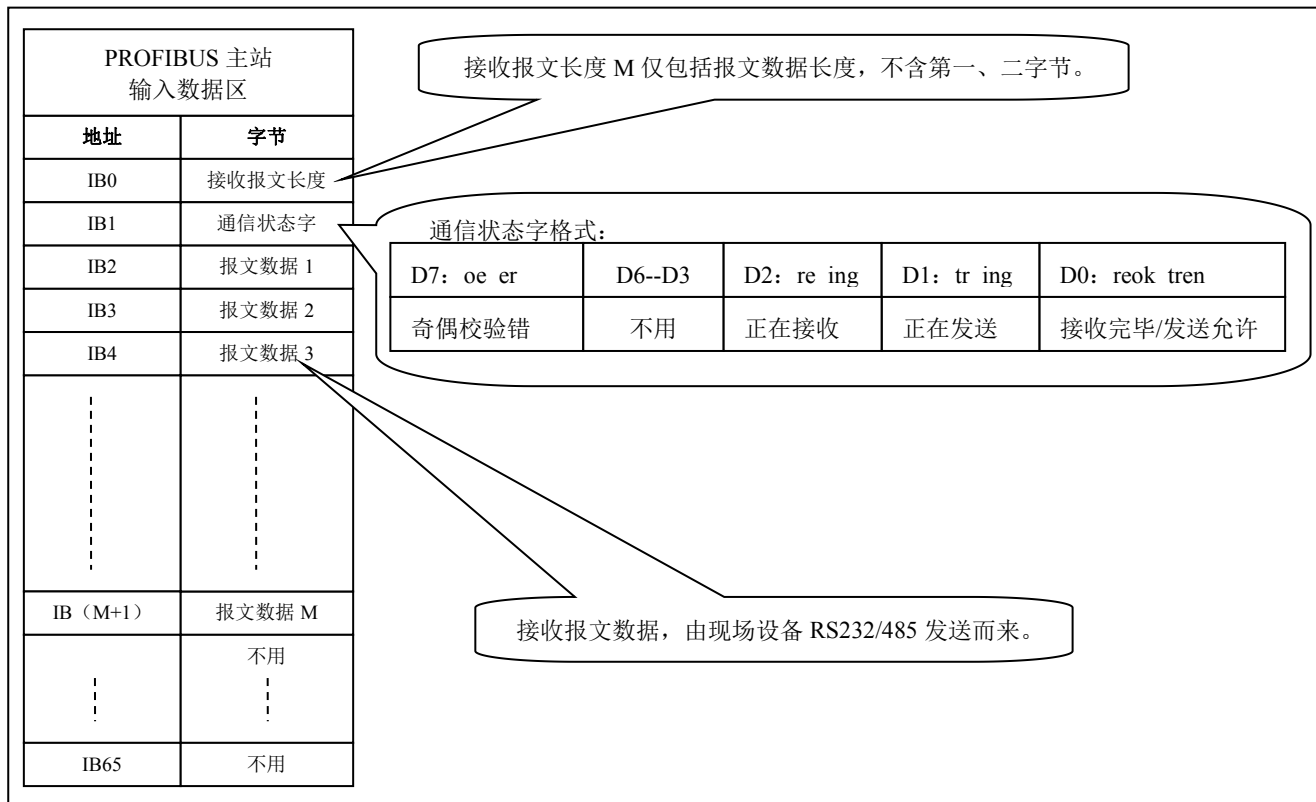 PROFIBUS 主站
输入数据区
地址 字节
IB0 接收报文长度
IB1 通信状态字
IB2 报文数据 1
IB3 报文数据 2
IB4 报文数据 3
IB（M+1） 报文数据 M
不用
IB65 不用
接收报文长度 M 仅包括报文数据长度，不含第一、二字节。
通信状态字格式：
D7：oe er D6--D3 D2：re ing D1：tr ing D0：reok tren
奇偶校验错 不用 正在接收 正在发送 接收完毕/发送允许
接收报文数据，由现场设备 RS232/485 发送而来。